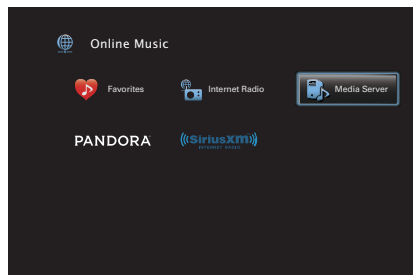 Online Music
Favorites
Internet Radio
Media Server
PANDORA
((SiriusXM))
INTERNET RADIO